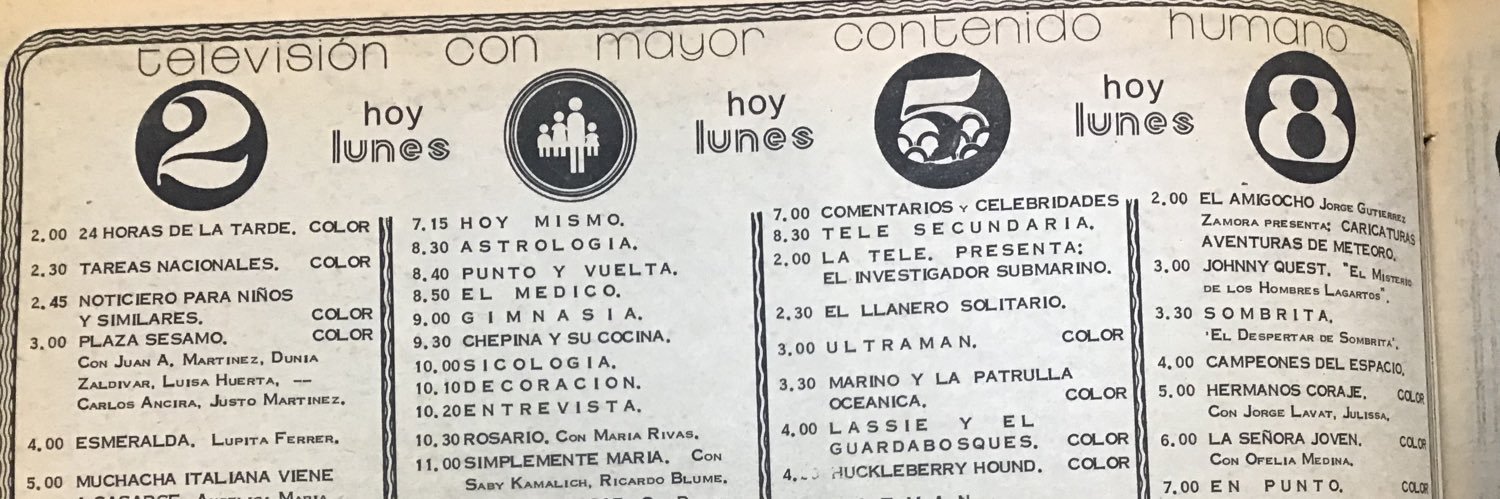 televisión con mayor contenido humano
2
hoy
lunes
hoy
lunes
5
hoy
lunes
8
2.00 24 HORAS DE LA TARDE. COLOR
2.30 TAREAS NACIONALES. COLOR
2.45 NOTICIERO PARA NIÑOS
Y SIMILARES. COLOR
3.00 PLAZA SESAMO. COLOR
CON JUAN A. MARTINEZ, DUNIA
ZALDIVAR, LUISA HUERTA, --
CARLOS ANCIRA, JUSTO MARTINEZ.
4.00 ESMERALDA. LUPITA FERRER.
5.00 MUCHACHA ITALIANA VIENE
A CASARSE. ANGELICA MARIA
7.15 HOY MISMO.
8.30 ASTROLOGIA.
8.40 PUNTO Y VUELTA.
8.50 EL MEDICO.
9.00 GIMNASIA.
9.30 CHEPINA Y SU COCINA.
10.00 SICOLOGIA.
10.10 DECORACION.
10.20 ENTREVISTA.
10.30 ROSARIO. CON MARIA RIVAS.
11.00 SIMPLEMENTE MARIA. CON
SABY KAMALICH, RICARDO BLUME.
7.00 COMENTARIOS Y CELEBRIDADES
8.30 TELE SECUNDARIA.
2.00 LA TELE. PRESENTA:
EL INVESTIGADOR SUBMARINO.
2.30 EL LLANERO SOLITARIO.
3.00 ULTRAMAN. COLOR
3.30 MARINO Y LA PATRULLA
OCEANICA. COLOR
4.00 LASSIE Y EL
GUARDABOSQUES. COLOR
HUCKLEBERRY HOUND. COLOR
2.00 EL AMIGOCHO JORGE GUTIERREZ
ZAMORA PRESENTA: CARICATURAS
AVENTURAS DE METEORO.
3.00 JOHNNY QUEST. "EL MISTERIO
DE LOS HOMBRES LAGARTOS".
3.30 SOMBRITA.
'EL DESPERTAR DE SOMBRITA'.
4.00 CAMPEONES DEL ESPACIO.
5.00 HERMANOS CORAJE. COLOR
CON JORGE LAVAT, JULISSA.
6.00 LA SEÑORA JOVEN. COLOR
CON OFELIA MEDINA.
7.00 EN PUNTO. COLOR